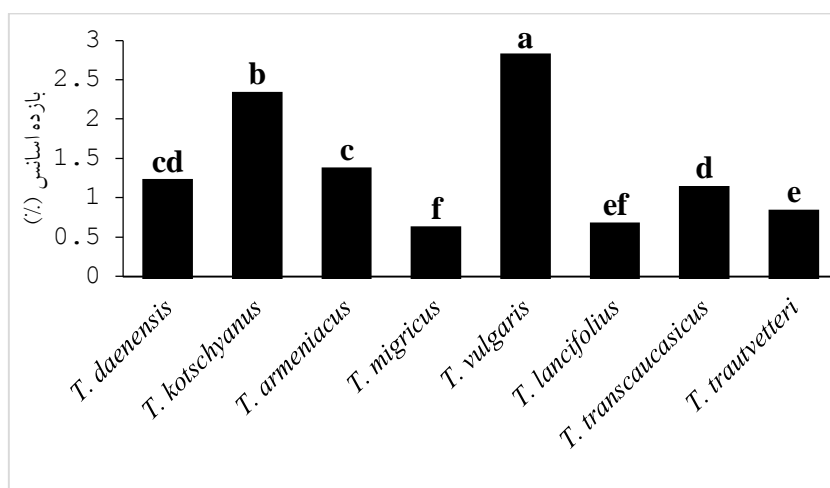 بازده اسانس (%)
3
2.5
2
1.5
1
0.5
0
cd
b
c
f
a
ef
d
e
T. daenensis
T. kotschyanus
T. armeniacus
T. migricus
T. vulgaris
T. lancifolius
T. transcaucasicus
T. trautvetteri